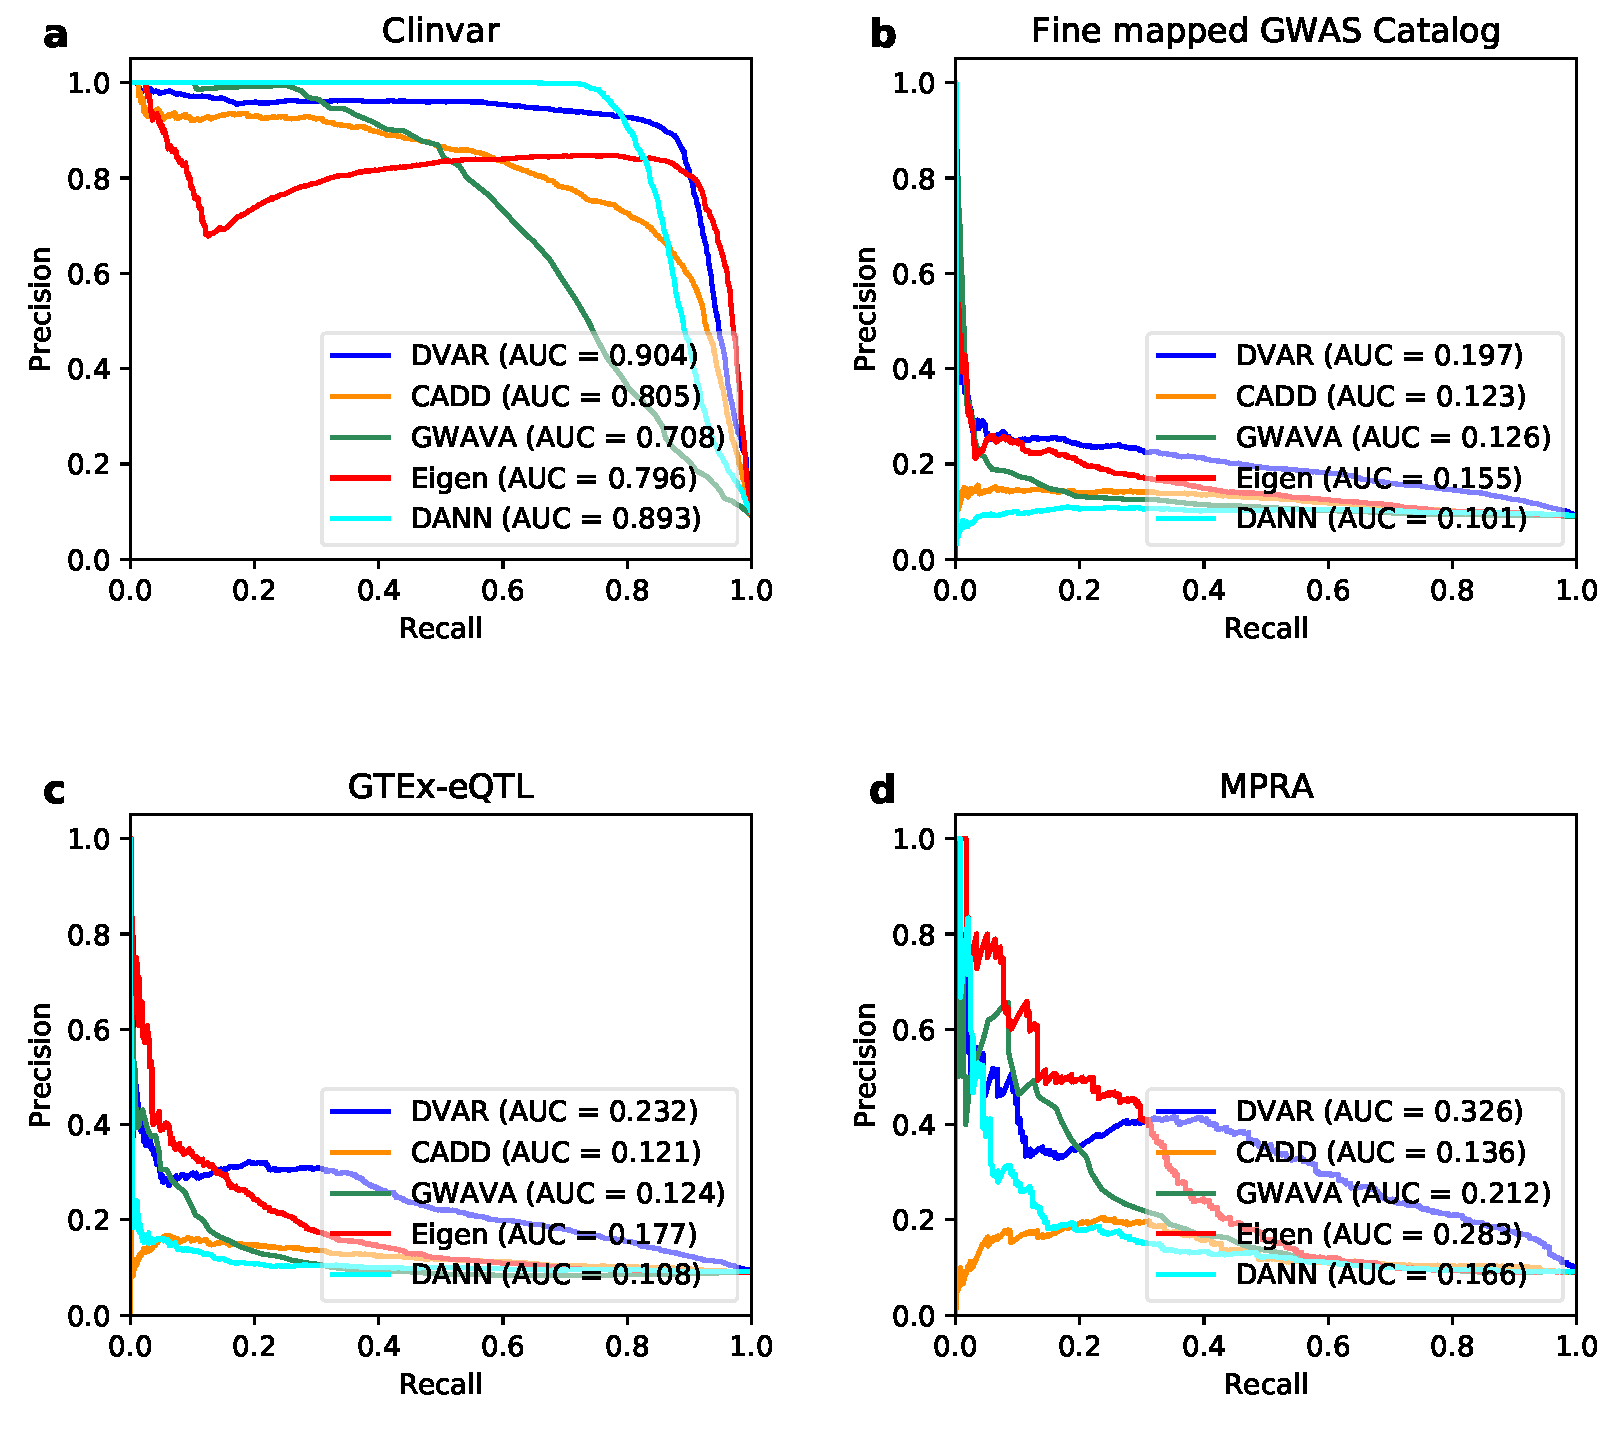 a
Clinvar
1.0
0.8
0.6
0.4
0.2
0.0
Precision
DVAR (AUC = 0.904)
CADD (AUC = 0.805)
GWAVA (AUC = 0.708)
Eigen (AUC = 0.796)
DANN (AUC = 0.893)
0.0 0.2 0.4 0.6 0.8 1.0
Recall
b
Fine mapped GWAS Catalog
1.0
0.8
0.6
0.4
0.2
0.0
Precision
DVAR (AUC = 0.197)
CADD (AUC = 0.123)
GWAVA (AUC = 0.126)
Eigen (AUC = 0.155)
DANN (AUC = 0.101)
0.0 0.2 0.4 0.6 0.8 1.0
Recall
c
GTEx-eQTL
1.0
0.8
0.6
0.4
0.2
0.0
Precision
DVAR (AUC = 0.232)
CADD (AUC = 0.121)
GWAVA (AUC = 0.124)
Eigen (AUC = 0.177)
DANN (AUC = 0.108)
0.0 0.2 0.4 0.6 0.8 1.0
Recall
d
MPRA
1.0
0.8
0.6
0.4
0.2
0.0
Precision
DVAR (AUC = 0.326)
CADD (AUC = 0.136)
GWAVA (AUC = 0.212)
Eigen (AUC = 0.283)
DANN (AUC = 0.166)
0.0 0.2 0.4 0.6 0.8 1.0
Recall